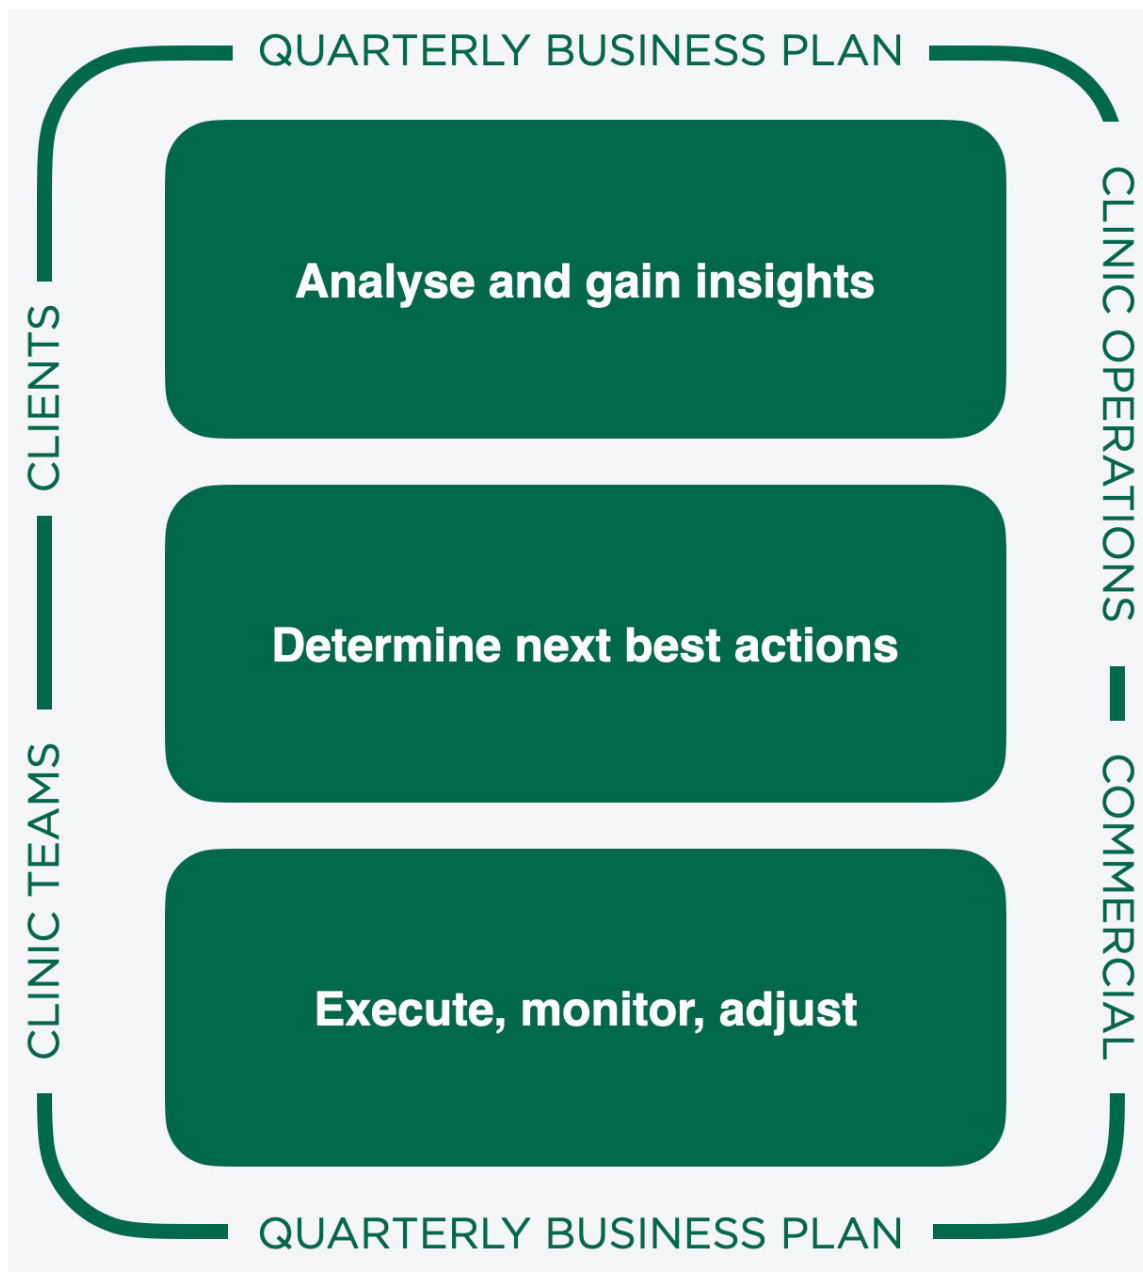 QUARTERLY BUSINESS PLAN
CLINIC OPERATIONS
COMMERCIAL
CLIENTS
CLINIC TEAMS
Analyse and gain insights
Determine next best actions
Execute, monitor, adjust
QUARTERLY BUSINESS PLAN